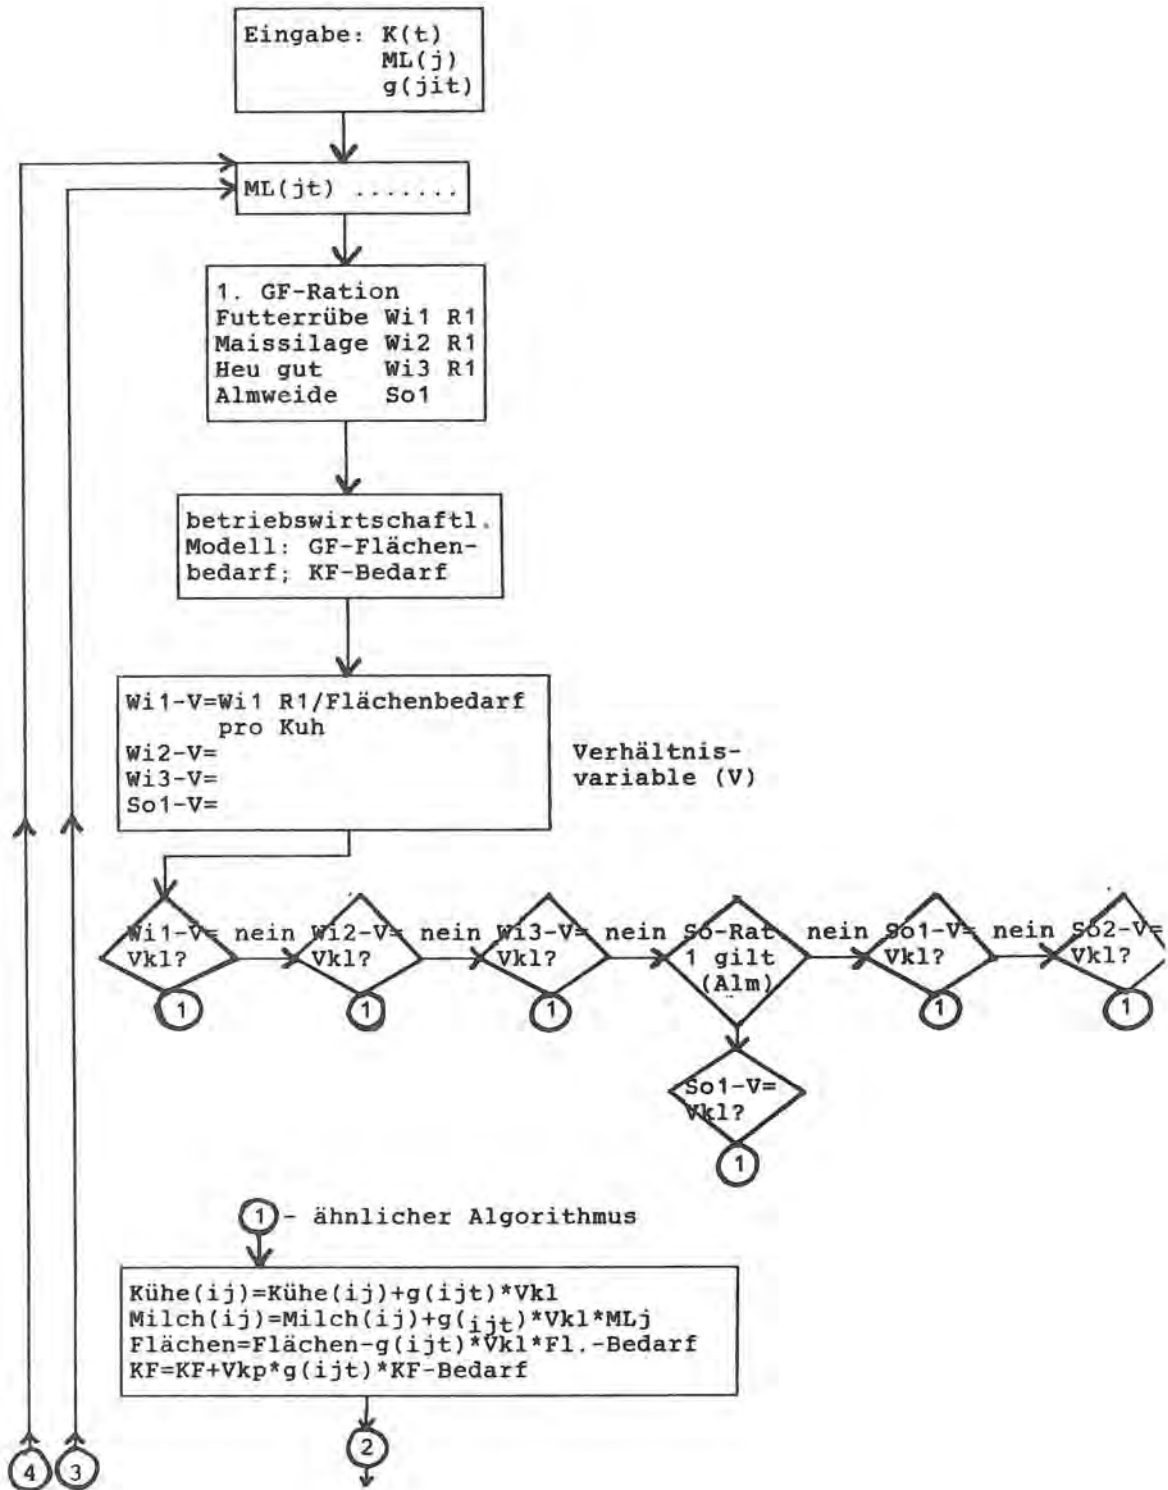 Eingabe: K(t)
ML(j)
g(jit)
ML(jt) .......
1. GF-Ration
Futterrübe Wi1 R1
Maissilage Wi2 R1
Heu gut Wi3 R1
Almweide So1
betriebswirtschaftl.
Modell: GF-Flächen-
bedarf; KF-Bedarf
Wi1-V=Wi1 R1/Flächenbedarf
pro Kuh
Wi2-V=
Wi3-V=
So1-V=
Verhältnis-
variable (V)
Wi1-V= nein Wi2-V= nein Wi3-V= nein So-Rat nein So1-V= nein So2-V=
Vkl? Vkl? Vkl? 1 gilt Vkl? Vkl?
(Alm)
1 1 1 1 1
So1-V=
Vkl?
1
1 - ähnlicher Algorithmus
Kühe(ij)=Kühe(ij)+g(ijt)*Vkl
Milch(ij)=Milch(ij)+g(ijt)*Vkl*MLj
Flächen=Flächen-g(ijt)*Vkl*Fl.-Bedarf
KF=KF+Vkp*g(ijt)*KF-Bedarf
2
4 3